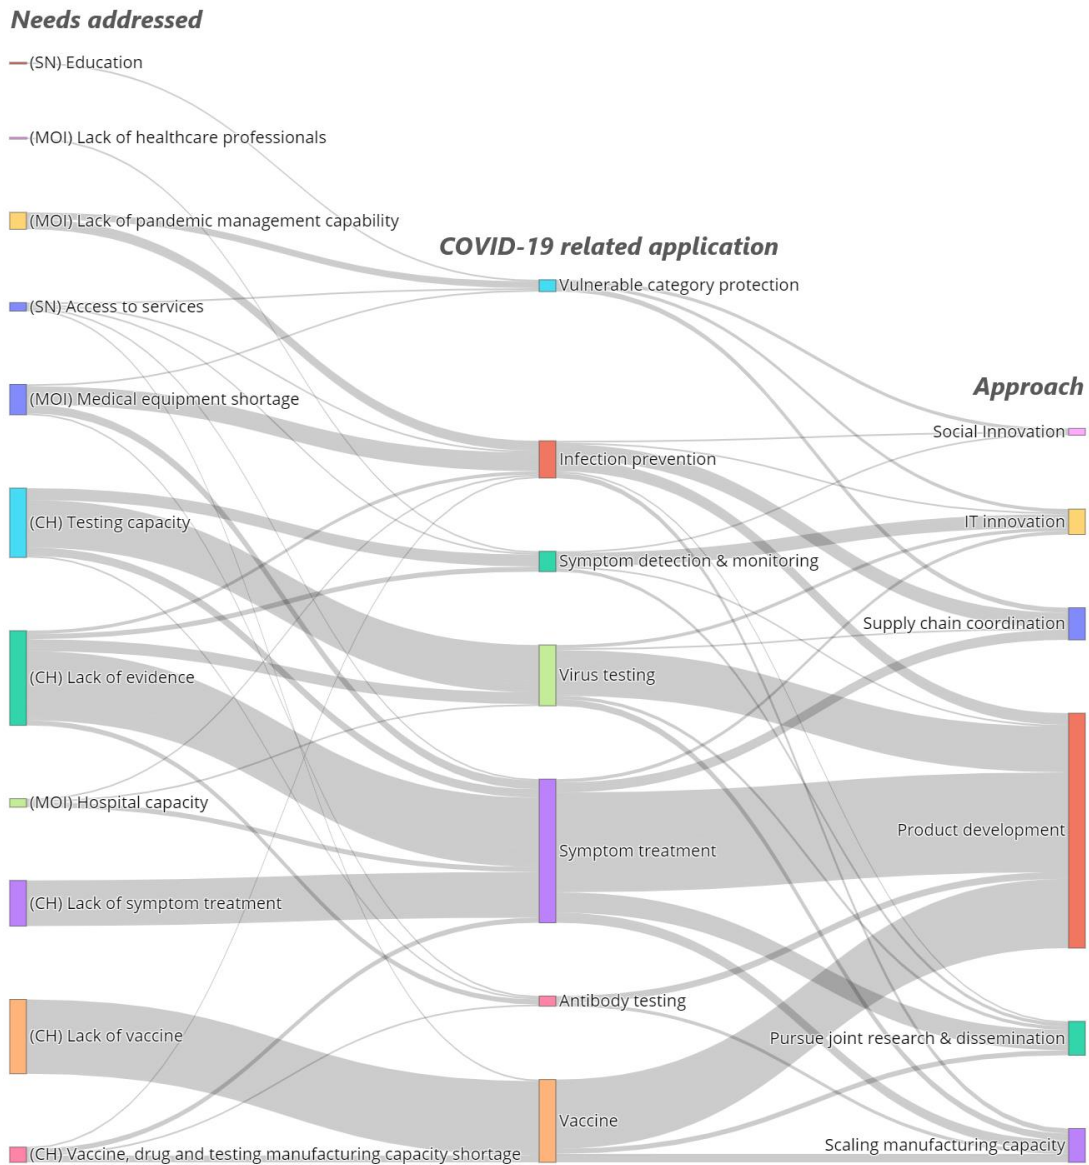 Needs addressed
(SN) Education
(MOI) Lack of healthcare professionals
(MOI) Lack of pandemic management capability
(SN) Access to services
(MOI) Medical equipment shortage
(CH) Testing capacity
(CH) Lack of evidence
(MOI) Hospital capacity
(CH) Lack of symptom treatment
(CH) Lack of vaccine
(CH) Vaccine, drug and testing manufacturing capacity shortage
COVID-19 related application
Vulnerable category protection
Infection prevention
Symptom detection & monitoring
Virus testing
Symptom treatment
Antibody testing
Vaccine
Approach
Social Innovation
IT innovation
Supply chain coordination
Product development
Pursue joint research & dissemination
Scaling manufacturing capacity